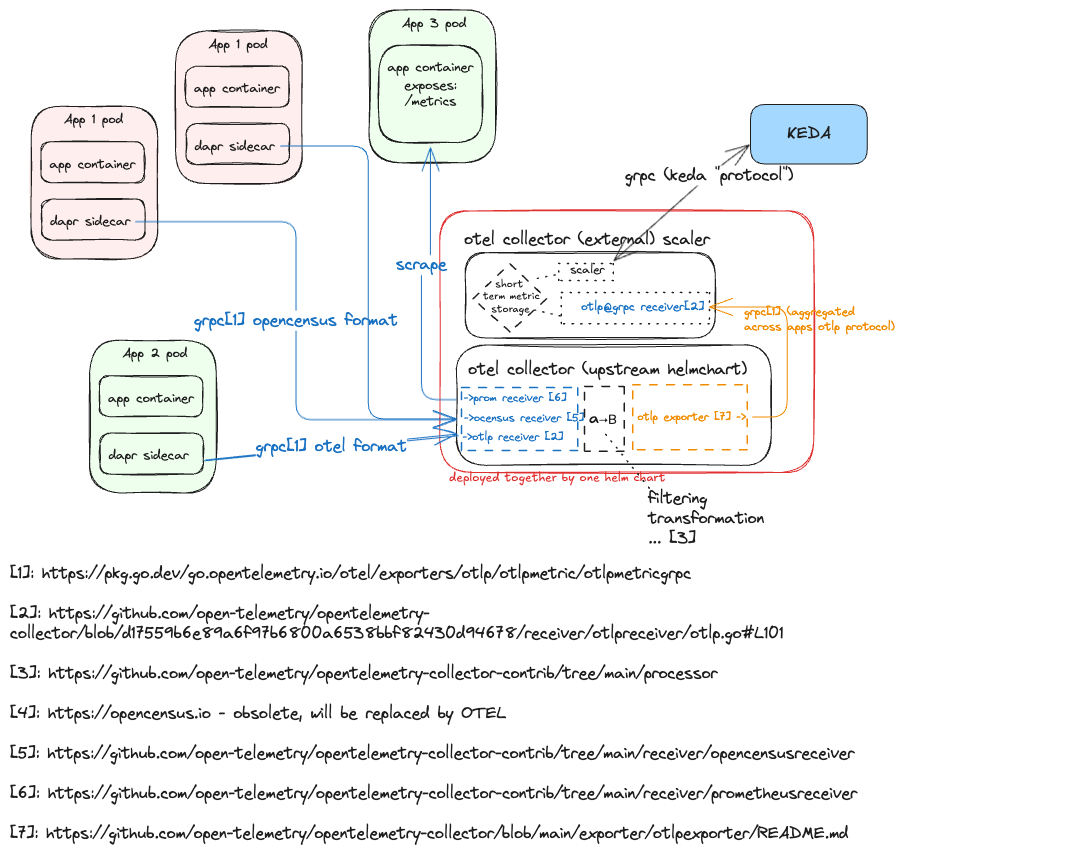 App 3 pod
app container
exposes:
/metrics
App 1 pod
app container
dapr sidecar
App 1 pod
app container
dapr sidecar
KEDA
grpc (keda "protocol")
scrape
grpc[1] opencensus format
otel collector (external) scaler
short
term metric
storage
scaler
otlp@grpc receiver[2]
grpc[1] (aggregated
across apps otlp protocol)
App 2 pod
app container
dapr sidecar
grpc[1] otel format
otel collector (upstream helmchart)
->prom receiver [6]
->ocensus receiver [5]
->otlp receiver [2]
a→B
otlp exporter [7] ->
deployed together by one helm chart
filtering
transformation
... [3]
[1]: https://pkg.go.dev/go.opentelemetry.io/otel/exporters/otlp/otlpmetric/otlpmetricgrpc
[2]: https://github.com/open-telemetry/opentelemetry-
collector/blob/d17559b6e89a6f97b6800a6538bbf82430d94678/receiver/otlpreceiver/otlp.go#L101
[3]: https://github.com/open-telemetry/opentelemetry-collector-contrib/tree/main/processor
[4]: https://opencensus.io - obsolete, will be replaced by OTEL
[5]: https://github.com/open-telemetry/opentelemetry-collector-contrib/tree/main/receiver/opencensusreceiver
[6]: https://github.com/open-telemetry/opentelemetry-collector-contrib/tree/main/receiver/prometheusreceiver
[7]: https://github.com/open-telemetry/opentelemetry-collector/blob/main/exporter/otlpexporter/README.md